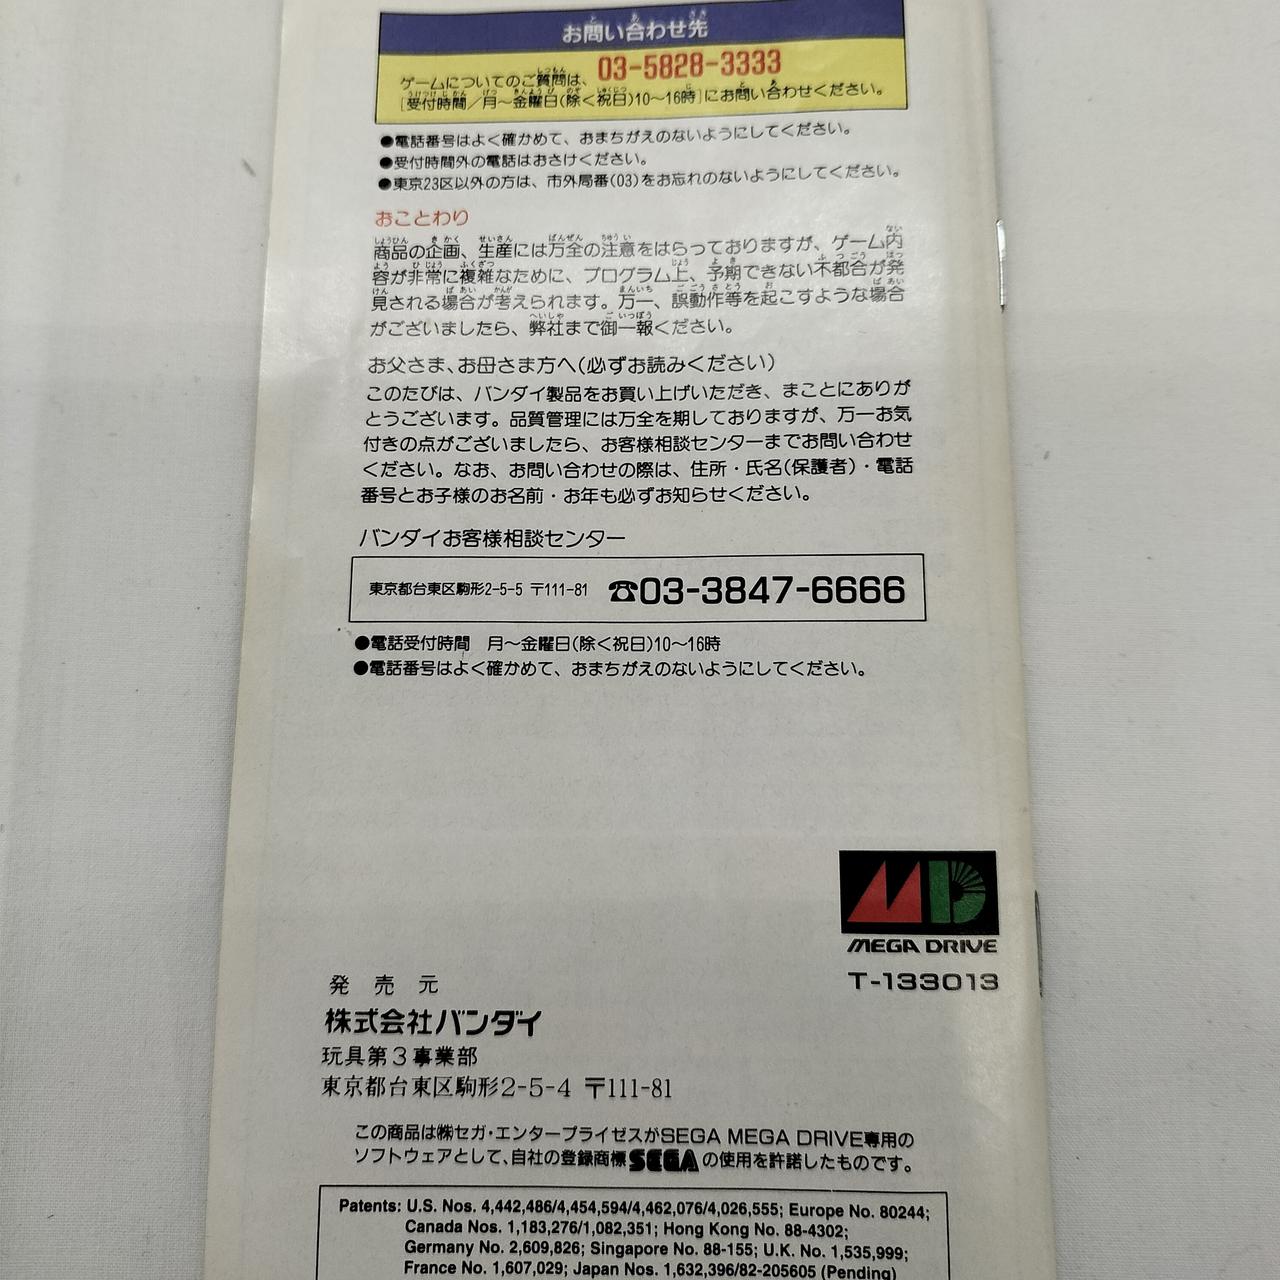 お問い合わせ先
ゲームについてのご質問は、03-5828-3333
[受付時間／月～金曜日(除く祝日)10～16時]にお問い合わせください。
●電話番号はよく確かめて、おまちがえのないようにしてください。
●受付時間外の電話はおさけください。
●東京23区以外の方は、市外局番(03)をお忘れのないようにしてください。
おことわり
商品の企画、生産には万全の注意をはらっておりますが、ゲーム内
容が非常に複雑なために、プログラム上、予期できない不都合が発
見される場合が考えられます。万一、誤動作等を起こすような場合
がございましたら、弊社まで御一報ください。
お父さま、お母さま方へ(必ずお読みください)
このたびは、バンダイ製品をお買い上げいただき、まことにありが
とうございます。品質管理には万全を期しておりますが、万一お気
付きの点がございましたら、お客様相談センターまでお問い合わせ
ください。なお、お問い合わせの際は、住所・氏名(保護者)・電話
番号とお子様のお名前・お年も必ずお知らせください。
バンダイお客様相談センター
東京都台東区駒形2-5-5 〒111-81 ☎03-3847-6666
●電話受付時間 月～金曜日(除く祝日)10～16時
●電話番号はよく確かめて、おまちがえのないようにしてください。
MD
MEGA DRIVE
T-133013
発売元
株式会社バンダイ
玩具第3事業部
東京都台東区駒形2-5-4 〒111-81
この商品は㈱セガ・エンタープライゼスがSEGA MEGA DRIVE専用の
ソフトウェアとして、自社の登録商標SEGAの使用を許諾したものです。
Patents: U.S. Nos. 4,442,486/4,454,594/4,462,076/4,026,555; Europe No. 80244;
Canada Nos. 1,183,276/1,082,351; Hong Kong No. 88-4302;
Germany No. 2,609,826; Singapore No. 88-155; U.K. No. 1,535,999;
France No. 1,607,029; Japan Nos. 1,632,396/82-205605 (Pending)